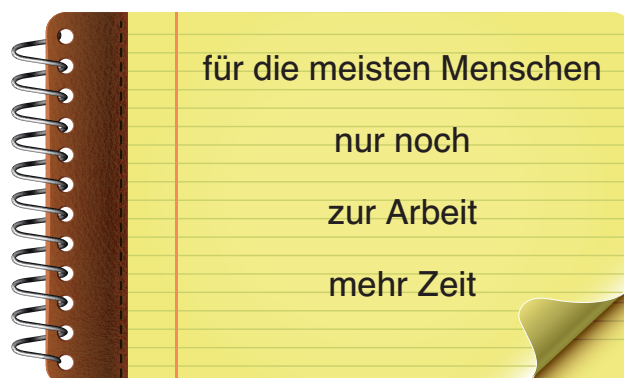 für die meisten Menschen
nur noch
zur Arbeit
mehr Zeit